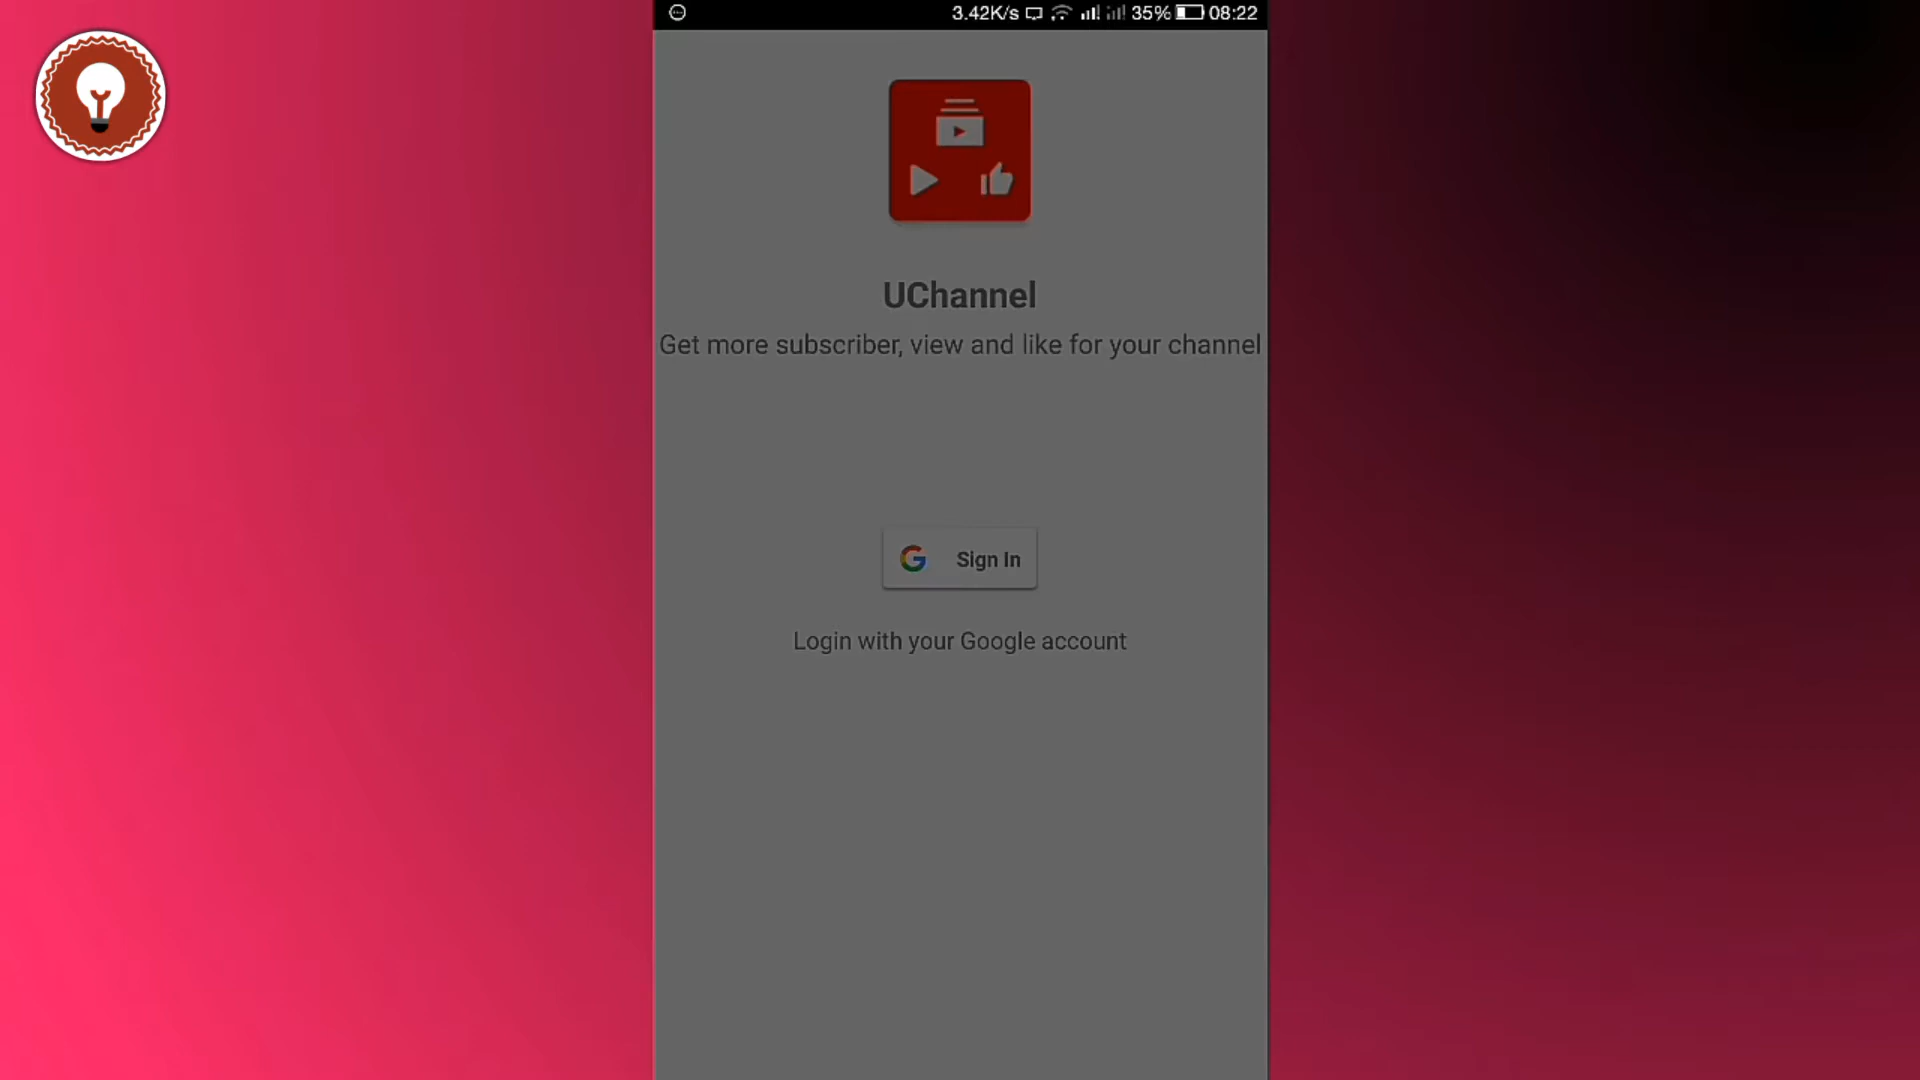 3.42K/s 35% 08:22
UChannel
Get more subscriber, view and like for your channel
Sign In
Login with your Google account